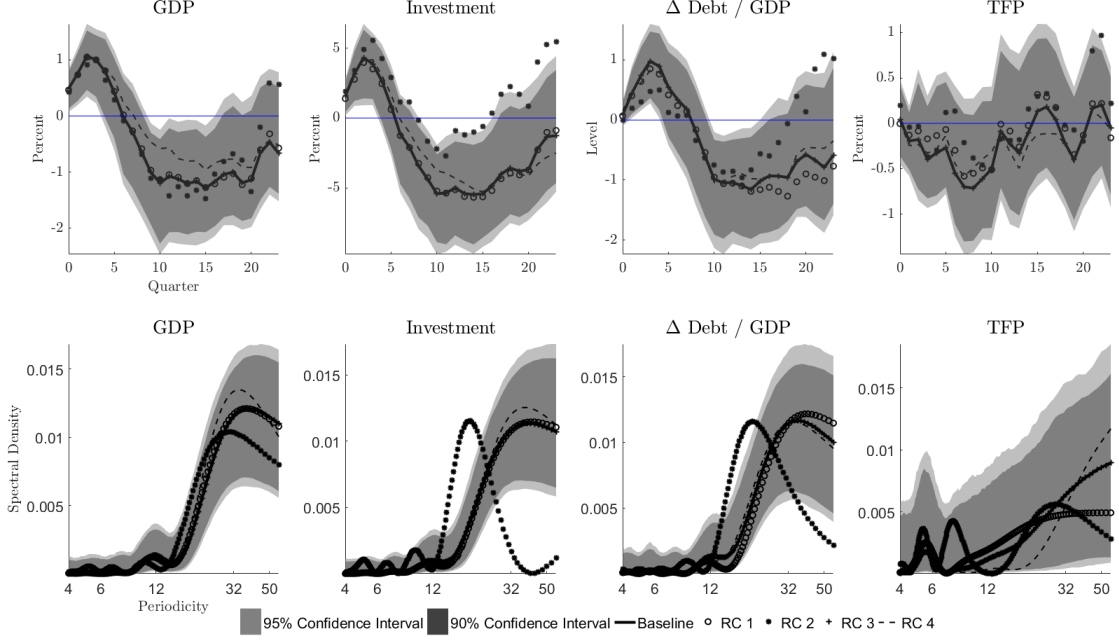 GDP
Investment
Δ Debt / GDP
TFP
Percent
1
0
-1
-2
0 5 10 15 20
Quarter
Percent
5
0
-5
0 5 10 15 20
Level
1
0
-1
-2
0 5 10 15 20
Percent
1
0.5
0
-0.5
-1
0 5 10 15 20
GDP
Investment
Δ Debt / GDP
TFP
Spectral Density
0.015
0.01
0.005
4 6 12 32 50
Periodicity
0.015
0.01
0.005
4 6 12 32 50
0.015
0.01
0.005
4 6 12 32 50
0.015
0.01
0.005
4 6 12 32 50
95% Confidence Interval 90% Confidence Interval Baseline RC 1 RC 2 RC 3 RC 4